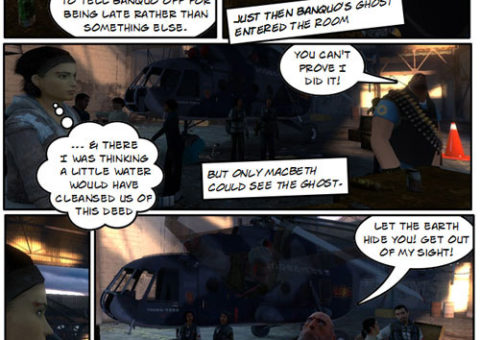 TO TELL BANQUO OFF FOR
BEING LATE RATHER THAN
SOMETHING ELSE.
JUST THEN BANQUO'S GHOST
ENTERED THE ROOM
YOU CAN'T
PROVE I
DID IT!
... & THERE
I WAS THINKING
A LITTLE WATER
WOULD HAVE
CLEANSED US OF
THIS DEED
BUT ONLY MACBETH
COULD SEE THE GHOST.
LET THE EARTH
HIDE YOU! GET OUT
OF MY SIGHT!